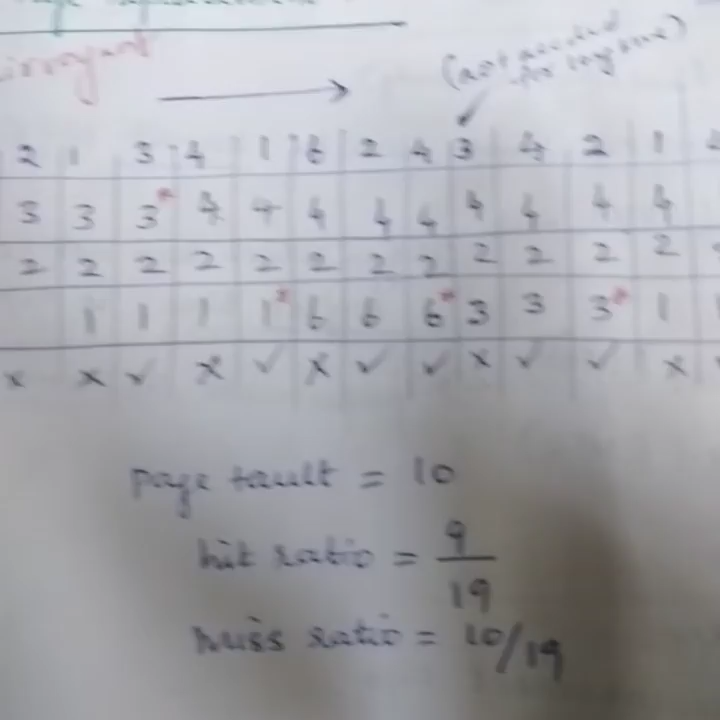 (not needed
for long time)
2 1 3 4 1 6 2 4 3 4 2 1
3 3 3* 4 4 4 4 4 4 4 4 4
2 2 2 2 2 2 2 2 2 2 2 2
1 1 1 1* 6 6 6* 3 3 3* 1
x x ✓ x ✓ x ✓ ✓ x ✓ ✓ x
page fault = 10
hit ratio = 9/19
miss ratio = 10/19